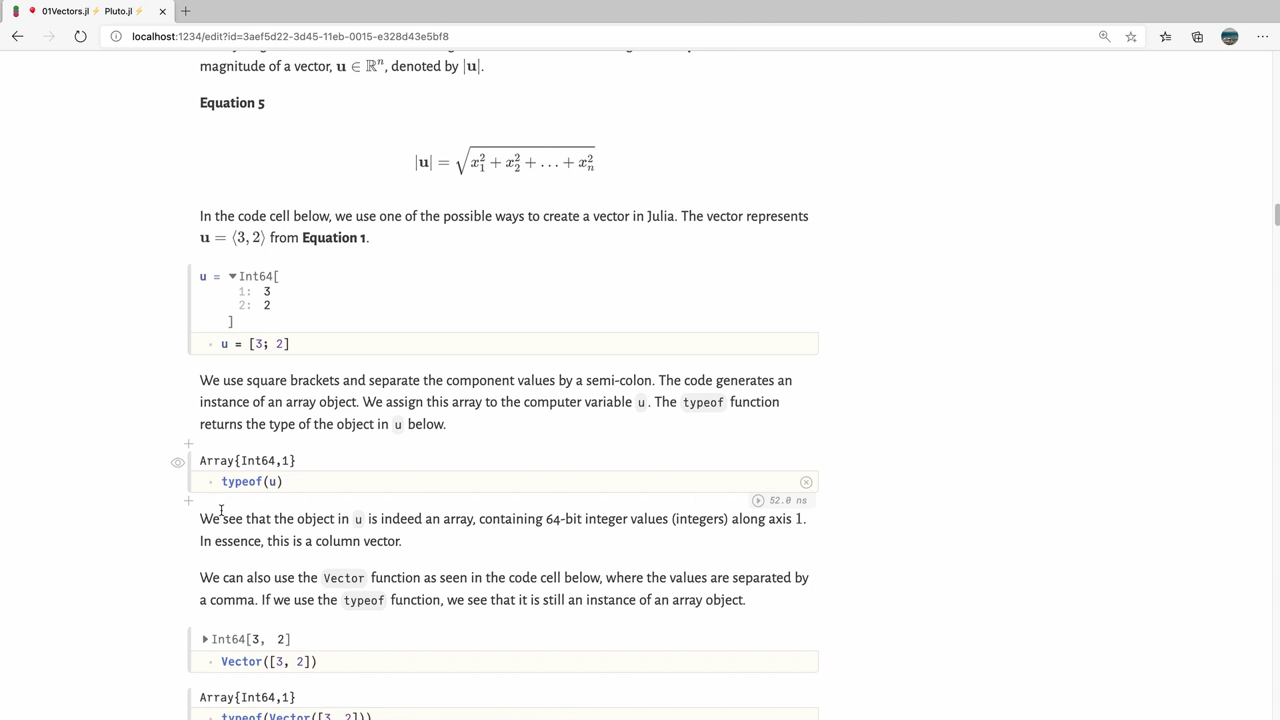 01Vectors.jl ⚡ Pluto.jl ⚡
localhost:1234/edit?id=3aef5d22-3d45-11eb-0015-e328d43e5bf8
magnitude of a vector, u ∈ ℝⁿ, denoted by |u|.
Equation 5
|u| = √(x₁² + x₂² + … + xₙ²)
In the code cell below, we use one of the possible ways to create a vector in Julia. The vector represents
u = ⟨3, 2⟩ from Equation 1.
u = ▼Int64[
1: 3
2: 2
]
u = [3; 2]
We use square brackets and separate the component values by a semi-colon. The code generates an
instance of an array object. We assign this array to the computer variable u. The typeof function
returns the type of the object in u below.
Array{Int64,1}
typeof(u)
52.0 ns
We see that the object in u is indeed an array, containing 64-bit integer values (integers) along axis 1.
In essence, this is a column vector.
We can also use the Vector function as seen in the code cell below, where the values are separated by
a comma. If we use the typeof function, we see that it is still an instance of an array object.
▶Int64[3, 2]
Vector([3, 2])
Array{Int64,1}
typeof(Vector([3, 2]))